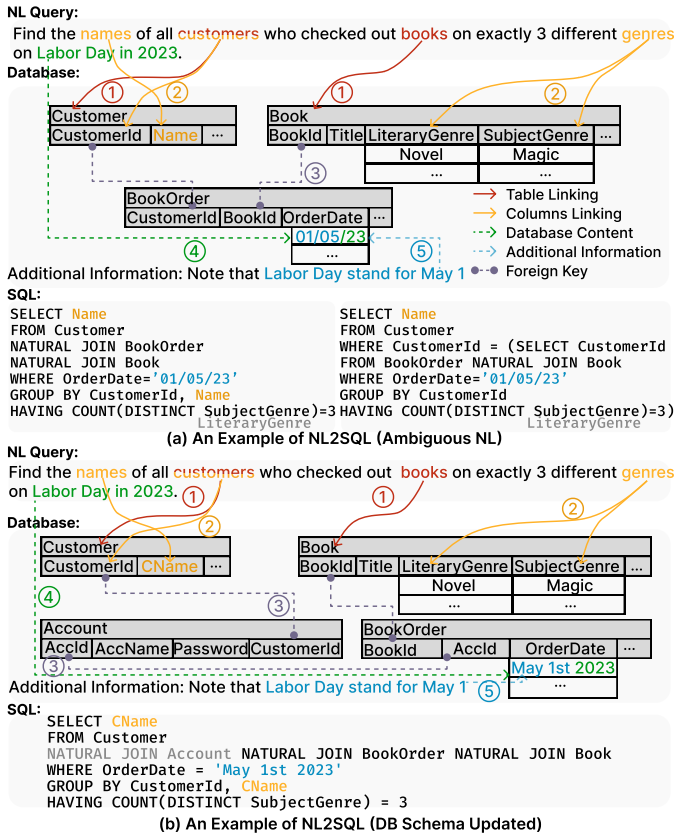 NL Query:
Find the names of all customers who checked out books on exactly 3 different genres
on Labor Day in 2023.
Database:
1
2
1
2
Customer
CustomerId Name ...
Book
BookId Title LiteraryGenre SubjectGenre ...
Novel Magic
... ...
3
BookOrder
CustomerId BookId OrderDate ...
01/05/23
...
4
5
Table Linking
Columns Linking
Database Content
Additional Information
Foreign Key
Additional Information: Note that Labor Day stand for May 1
SQL:
SELECT Name
FROM Customer
NATURAL JOIN BookOrder
NATURAL JOIN Book
WHERE OrderDate='01/05/23'
GROUP BY CustomerId, Name
HAVING COUNT(DISTINCT SubjectGenre)=3
LiteraryGenre
SELECT Name
FROM Customer
WHERE CustomerId = (SELECT CustomerId
FROM BookOrder NATURAL JOIN Book
WHERE OrderDate='01/05/23'
GROUP BY CustomerId
HAVING COUNT(DISTINCT SubjectGenre)=3)
LiteraryGenre
(a) An Example of NL2SQL (Ambiguous NL)
NL Query:
Find the names of all customers who checked out books on exactly 3 different genres
on Labor Day in 2023.
1
1
2
2
Database:
Customer
CustomerId CName ...
Book
BookId Title LiteraryGenre SubjectGenre ...
Novel Magic
... ...
4
3
Account
AccId AccName Password CustomerId
3
BookOrder
BookId AccId OrderDate ...
May 1st 2023
...
Additional Information: Note that Labor Day stand for May 1
5
SQL:
SELECT CName
FROM Customer
NATURAL JOIN Account NATURAL JOIN BookOrder NATURAL JOIN Book
WHERE OrderDate = 'May 1st 2023'
GROUP BY CustomerId, CName
HAVING COUNT(DISTINCT SubjectGenre) = 3
(b) An Example of NL2SQL (DB Schema Updated)